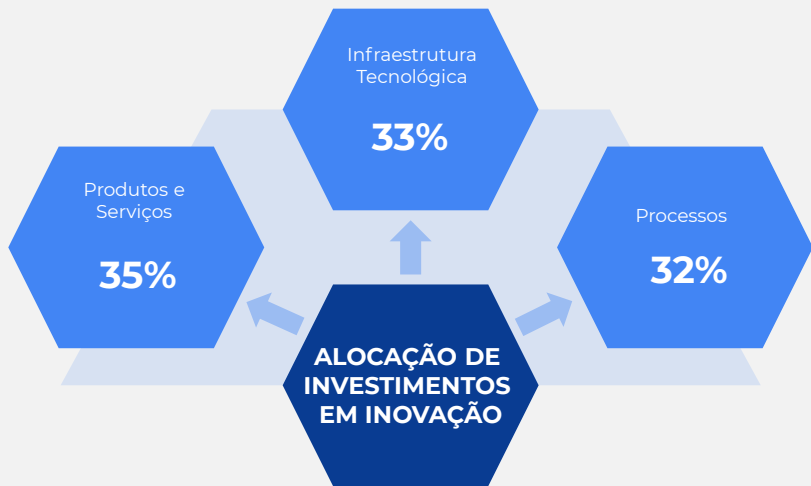 Infraestrutura
Tecnológica
33%
Produtos e
Serviços
35%
Processos
32%
ALOCAÇÃO DE
INVESTIMENTOS
EM INOVAÇÃO